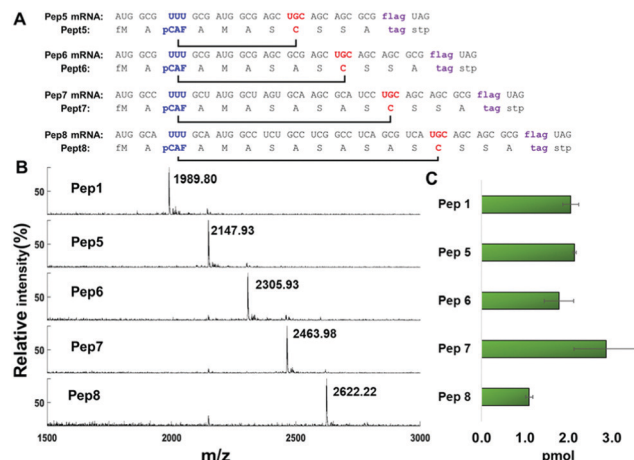 A
Pep5 mRNA: AUG GCG UUU GCG AUG GCG AGC UGC AGC AGC GCG flag UAG
Pept5: fM A pCAF A M A S C S S A tag stp
Pep6 mRNA: AUG GCG UUU GCG AUG GCG AGC GCG AGC UGC AGC AGC GCG flag UAG
Pept6: fM A pCAF A M A S A S C S S A tag stp
Pep7 mRNA: AUG GCC UUU GCU AUG GCU AGU GCA AGC GCA UCC UGC AGC AGC GCG flag UAG
Pept7: fM A pCAF A M A S A S A S C S S A tag stp
Pep8 mRNA: AUG GCA UUU GCA AUG GCC UCU GCC UCG GCC UCA GCG UCA UGC AGC AGC GCG flag UAG
Pept8: fM A pCAF A M A S A S A S A S C S S A tag stp
B
Relative intensity(%)
50
Pep1
1989.80
50
Pep5
2147.93
50
Pep6
2305.93
50
Pep7
2463.98
50
Pep8
2622.22
1500 2000 2500 3000
m/z
C
Pep 1
Pep 5
Pep 6
Pep 7
Pep 8
0.0 1.0 2.0 3.0
pmol